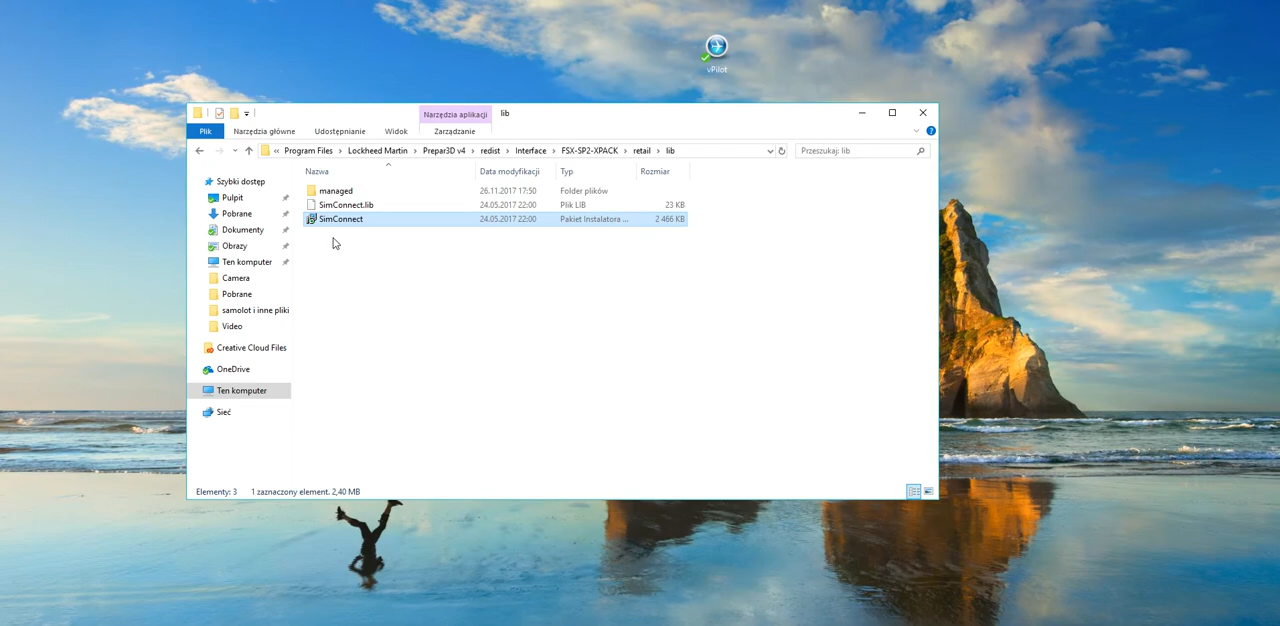 vPilot
Narzędzia aplikacji
lib
Plik
Narzędzia główne
Udostępnianie
Widok
Zarządzanie
« Program Files › Lockheed Martin › Prepar3D v4 › redist › Interface › FSX-SP2-XPACK › retail › lib
Przeszukaj: lib
Nazwa Data modyfikacji Typ Rozmiar
managed 26.11.2017 17:50 Folder plików
SimConnect.lib 24.05.2017 22:00 Plik LIB 23 KB
SimConnect 24.05.2017 22:00 Pakiet Instalatora ... 2 466 KB
Szybki dostęp
Pulpit
Pobrane
Dokumenty
Obrazy
Ten komputer
Camera
Pobrane
samolot i inne pliki
Video
Creative Cloud Files
OneDrive
Ten komputer
Sieć
Elementy: 3 1 zaznaczony element. 2,40 MB